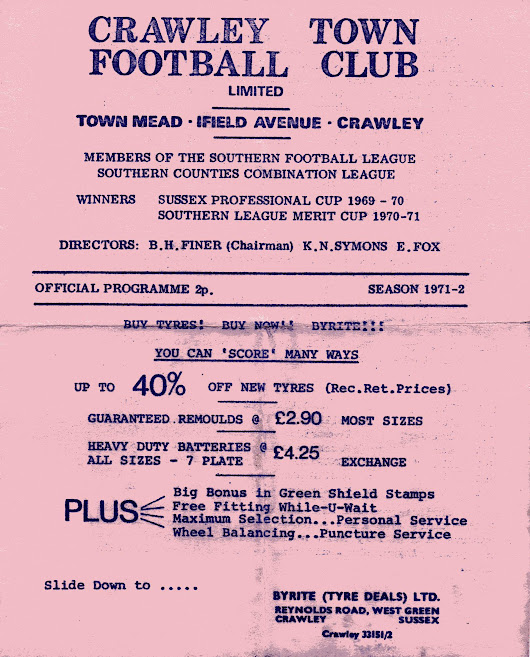 CRAWLEY TOWN
FOOTBALL CLUB
LIMITED
TOWN MEAD · IFIELD AVENUE · CRAWLEY
MEMBERS OF THE SOUTHERN FOOTBALL LEAGUE
SOUTHERN COUNTIES COMBINATION LEAGUE
WINNERS SUSSEX PROFESSIONAL CUP 1969 - 70
SOUTHERN LEAGUE MERIT CUP 1970-71
DIRECTORS: B.H.FINER (Chairman) K.N.SYMONS E.FOX
OFFICIAL PROGRAMME 2p. SEASON 1971-2
BUY TYRES! BUY NOW!! BYRITE!!!
YOU CAN 'SCORE' MANY WAYS
UP TO 40% OFF NEW TYRES (Rec.Ret.Prices)
GUARANTEED.REMOULDS @ £2.90 MOST SIZES
HEAVY DUTY BATTERIES @ £4.25
ALL SIZES - 7 PLATE EXCHANGE
PLUS
Big Bonus in Green Shield Stamps
Free Fitting While-U-Wait
Maximum Selection...Personal Service
Wheel Balancing...Puncture Service
Slide Down to .....
BYRITE (TYRE DEALS) LTD.
REYNOLDS ROAD, WEST GREEN
CRAWLEY SUSSEX
Crawley 33151/2